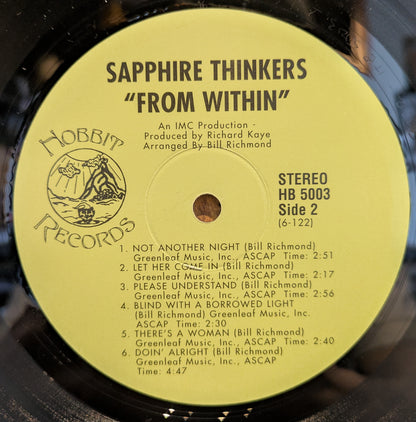 SAPPHIRE THINKERS
"FROM WITHIN"
An IMC Production -
Produced by Richard Kaye
Arranged By Bill Richmond
HOBBIT
RECORDS
STEREO
HB 5003
Side 2
(6-122)
1. NOT ANOTHER NIGHT (Bill Richmond)
Greenleaf Music, Inc., ASCAP Time: 2:51
2. LET HER COME IN (Bill Richmond)
Greenleaf Music, Inc., ASCAP Time: 2:17
3. PLEASE UNDERSTAND (Bill Richmond)
Greenleaf Music, Inc., ASCAP Time: 2:56
4. BLIND WITH A BORROWED LIGHT
(Bill Richmond) Greenleaf Music, Inc.
ASCAP Time: 2:30
5. THERE'S A WOMAN (Bill Richmond)
Greenleaf Music, Inc., ASCAP Time: 2:40
6. DOIN' ALRIGHT (Bill Richmond)
Greenleaf Music, Inc., ASCAP
Time: 4:47